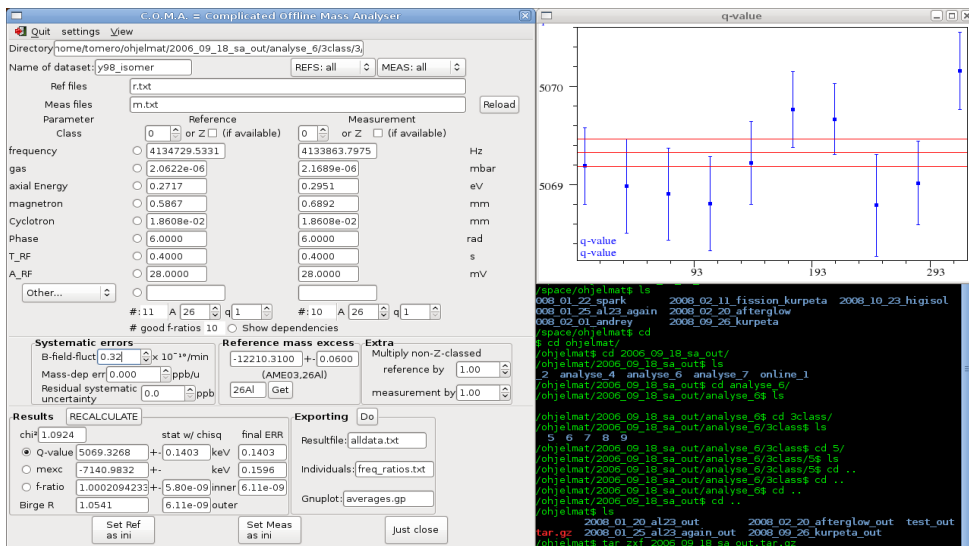 C.O.M.A. = Complicated Offline Mass Analyser
Quit settings View
Directory home/tomero/ohjelmat/2006_09_18_sa_out/analyse_6/3class/3/
Name of dataset: y98_isomer REFS: all MEAS: all
Ref files r.txt
Meas files m.txt Reload
Parameter Reference Measurement
Class 0 or Z (if available) 0 or Z (if available)
frequency 4134729.5331 4133863.7975 Hz
gas 2.0622e-06 2.1689e-06 mbar
axial Energy 0.2717 0.2951 eV
magnetron 0.5867 0.6892 mm
Cyclotron 1.8608e-02 1.8608e-02 mm
Phase 6.0000 6.0000 rad
T_RF 0.4000 0.4000 s
A_RF 28.0000 28.0000 mV
Other...
#:11 A 26 q 1 #:10 A 26 q 1
# good f-ratios 10 Show dependencies
Systematic errors Reference mass excess Extra
B-field-fluct 0.32 × 10⁻¹⁰/min -12210.3100 +- 0.0600 Multiply non-Z-classed
Mass-dep err 0.000 ppb/u (AME03,26Al) reference by 1.00
Residual systematic uncertainty 0.0 ppb 26Al Get measurement by 1.00
Results RECALCULATE Exporting Do
chi² 1.0924 stat w/ chisq final ERR Resultfile: alldata.txt
Q-value 5069.3268 +- 0.1403 keV 0.1403
mexc -7140.9832 +- keV 0.1596 Individuals: freq_ratios.txt
f-ratio 1.0002094233 +- 5.80e-09 inner 6.11e-09
Birge R 1.0541 6.11e-09 outer Gnuplot: averages.gp
Set Ref as ini Set Meas as ini Just close
q-value
5070
5069
q-value
q-value
93 193 293
/space/ohjelmat$ ls
008_01_22_spark 2008_02_11_fission_kurpeta 2008_10_23_higisol
008_01_25_al23_again 2008_02_20_afterglow
008_02_01_andrey 2008_09_26_kurpeta
/space/ohjelmat$ cd
$ cd ohjelmat/
/ohjelmat$ cd 2006_09_18_sa_out/
/ohjelmat/2006_09_18_sa_out$ ls
_2 analyse_4 analyse_6 analyse_7 online_1
/ohjelmat/2006_09_18_sa_out$ cd analyse_6/
/ohjelmat/2006_09_18_sa_out/analyse_6$ ls
/ohjelmat/2006_09_18_sa_out/analyse_6$ cd 3class/
/ohjelmat/2006_09_18_sa_out/analyse_6/3class$ ls
5 6 7 8 9
/ohjelmat/2006_09_18_sa_out/analyse_6/3class$ cd 5/
/ohjelmat/2006_09_18_sa_out/analyse_6/3class/5$ ls
/ohjelmat/2006_09_18_sa_out/analyse_6/3class/5$ cd ..
/ohjelmat/2006_09_18_sa_out/analyse_6/3class$ cd ..
/ohjelmat/2006_09_18_sa_out/analyse_6$ cd ..
/ohjelmat/2006_09_18_sa_out$ cd ..
/ohjelmat$ ls
2008_01_20_al23_out 2008_02_20_afterglow_out test_out
tar.gz 2008_01_25_al23_again_out 2008_09_26_kurpeta_out
/ohjelmat$ tar zxf 2006_09_18_sa_out.tar.gz